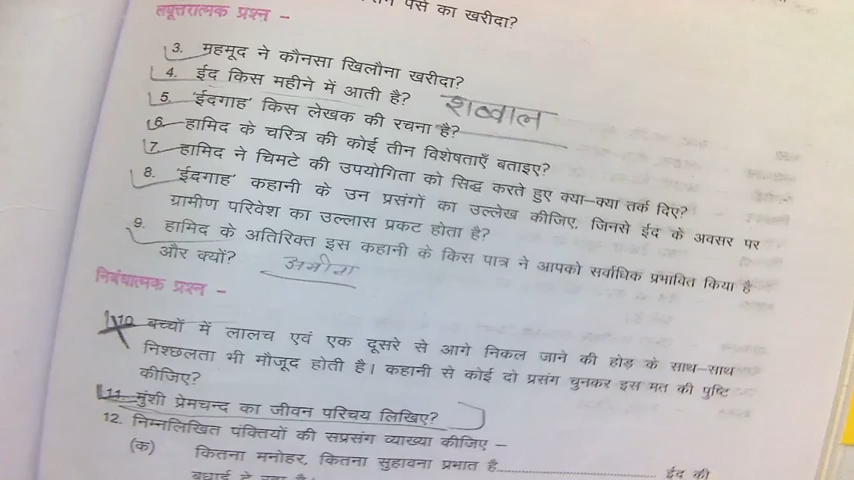 पैसे का खरीदा?
लघूत्तरात्मक प्रश्न -
3. महमूद ने कौनसा खिलौना खरीदा?
4. ईद किस महीने में आती है? शव्वाल
5. 'ईदगाह' किस लेखक की रचना है?
6 हामिद के चरित्र की कोई तीन विशेषताएँ बताइए?
7. हामिद ने चिमटे की उपयोगिता को सिद्ध करते हुए क्या-क्या तर्क दिए?
8. 'ईदगाह' कहानी के उन प्रसंगों का उल्लेख कीजिए, जिनसे ईद के अवसर पर
ग्रामीण परिवेश का उल्लास प्रकट होता है?
9. हामिद के अतिरिक्त इस कहानी के किस पात्र ने आपको सर्वाधिक प्रभावित किया है
और क्यों? अमीना
निबंधात्मक प्रश्न -
10 बच्चों में लालच एवं एक दूसरे से आगे निकल जाने की होड़ के साथ-साथ
निश्छलता भी मौजूद होती है। कहानी से कोई दो प्रसंग चुनकर इस मत की पुष्टि
कीजिए?
11. मुंशी प्रेमचन्द का जीवन परिचय लिखिए?
12. निम्नलिखित पंक्तियों की सप्रसंग व्याख्या कीजिए -
(क) कितना मनोहर, कितना सुहावना प्रभात है.............................. ईद की
बधाई दे रहा है।